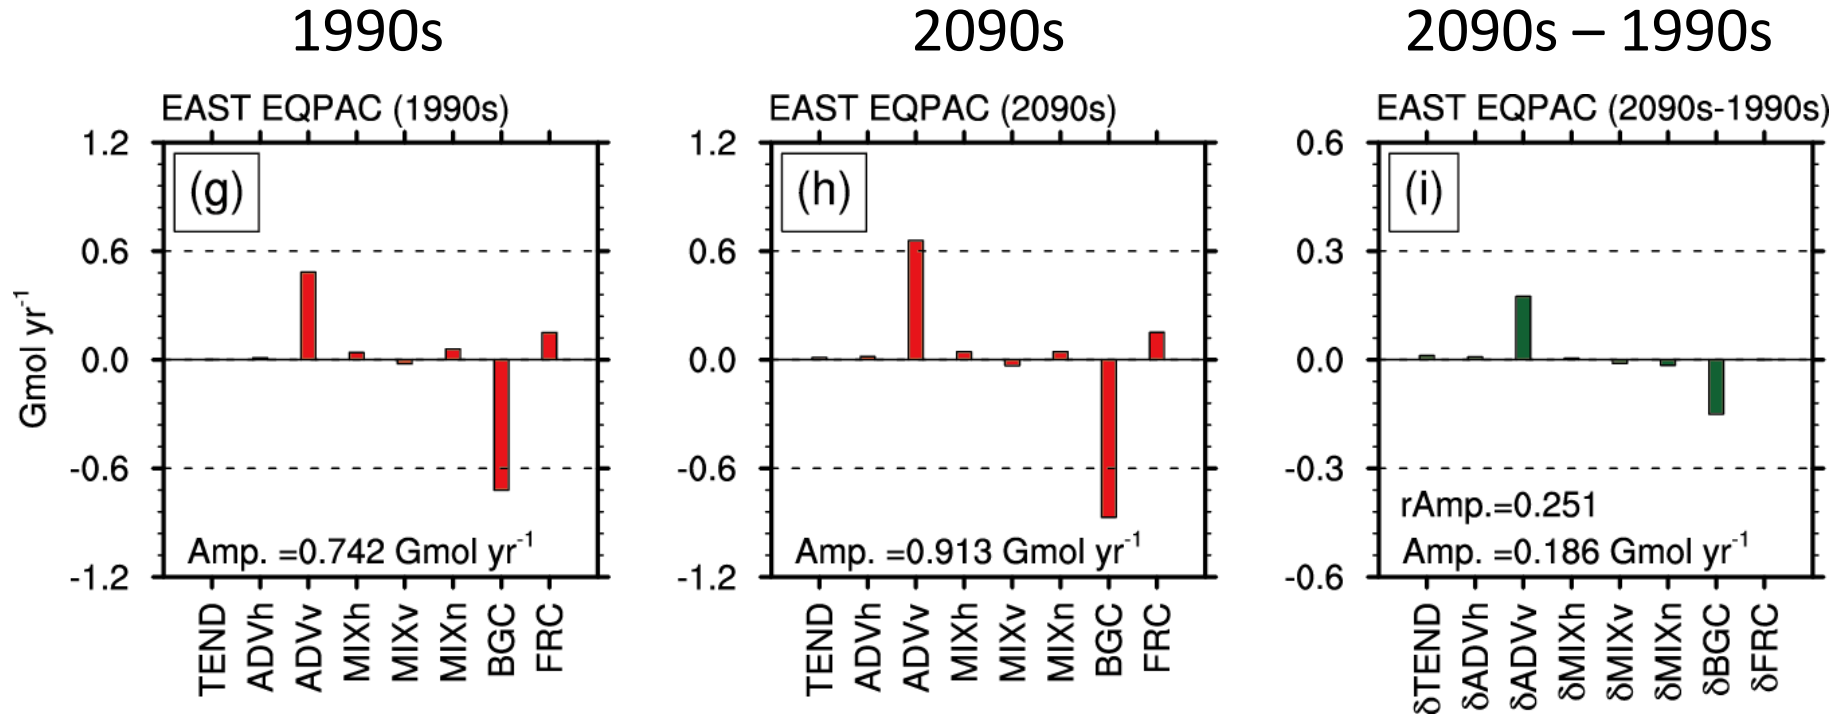 1990s
2090s
2090s – 1990s
EAST EQPAC (1990s)
EAST EQPAC (2090s)
EAST EQPAC (2090s-1990s)
Gmol yr-1
1.2
0.6
0.0
-0.6
-1.2
(g)
Amp. =0.742 Gmol yr-1
TEND
ADVh
ADVv
MIXh
MIXv
MIXn
BGC
FRC
1.2
0.6
0.0
-0.6
-1.2
(h)
Amp. =0.913 Gmol yr-1
TEND
ADVh
ADVv
MIXh
MIXv
MIXn
BGC
FRC
0.6
0.3
0.0
-0.3
-0.6
(i)
rAmp.=0.251
Amp. =0.186 Gmol yr-1
δTEND
δADVh
δADVv
δMIXh
δMIXv
δMIXn
δBGC
δFRC